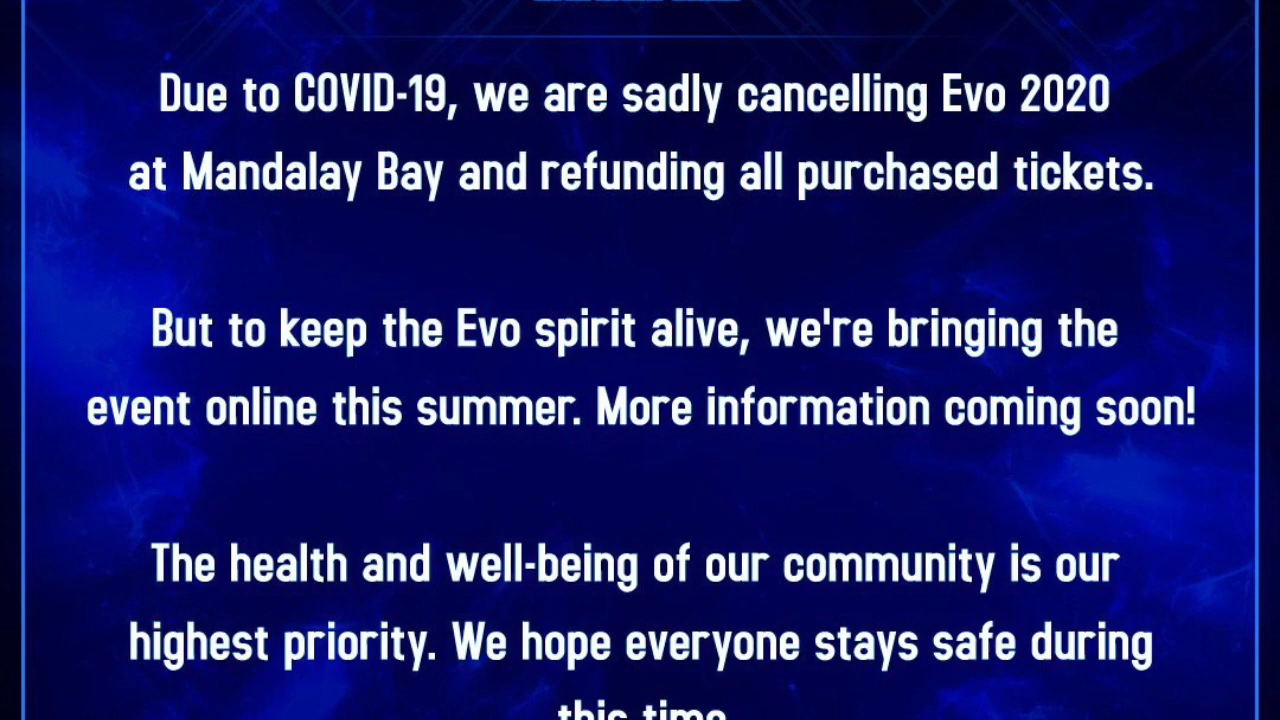 Due to COVID-19, we are sadly cancelling Evo 2020
at Mandalay Bay and refunding all purchased tickets.
But to keep the Evo spirit alive, we're bringing the
event online this summer. More information coming soon!
The health and well-being of our community is our
highest priority. We hope everyone stays safe during
this time.